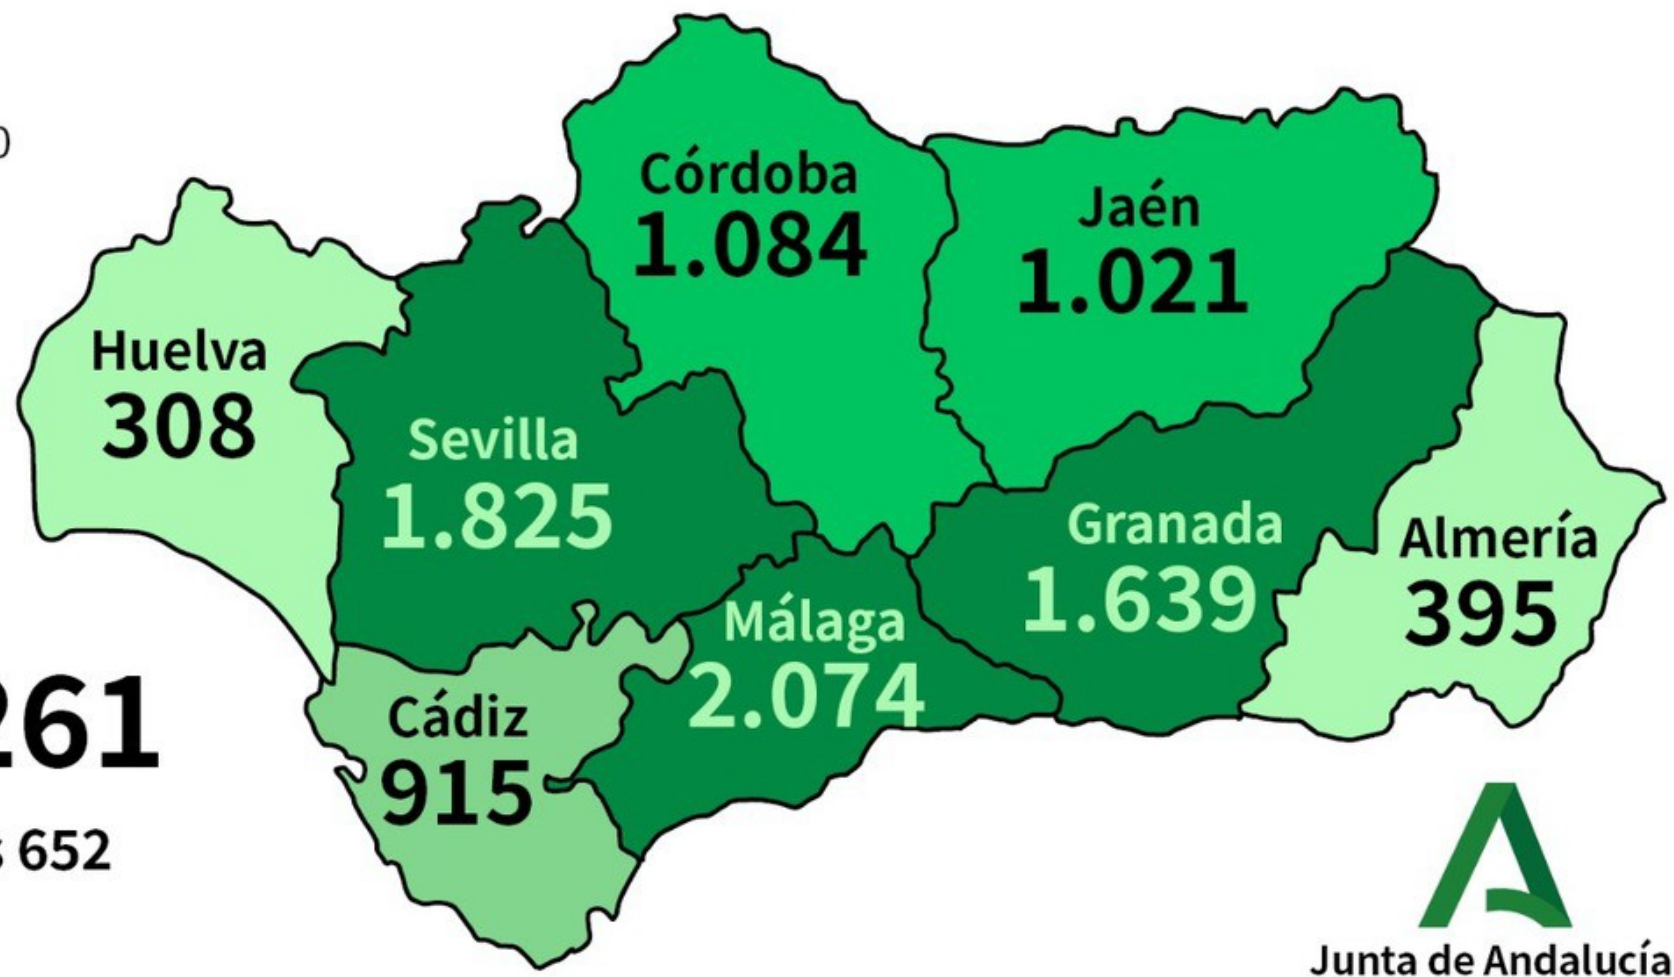 Córdoba
1.084
Jaén
1.021
Huelva
308
Sevilla
1.825
Granada
1.639
Almería
395
Málaga
2.074
Cádiz
915
261
652
Junta de Andalucía